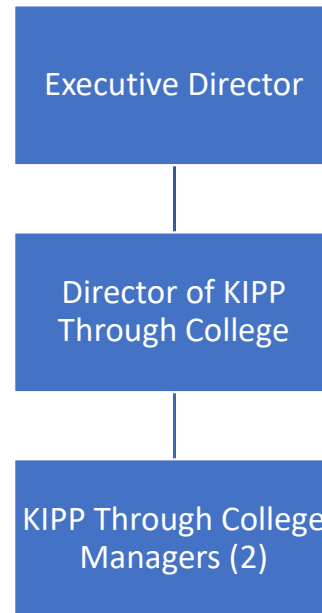 Executive Director
Director of KIPP
Through College
KIPP Through College
Managers (2)